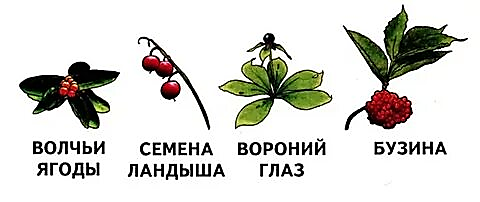 ВОЛЧЬИ
ЯГОДЫ
СЕМЕНА
ЛАНДЫША
ВОРОНИЙ
ГЛАЗ
БУЗИНА